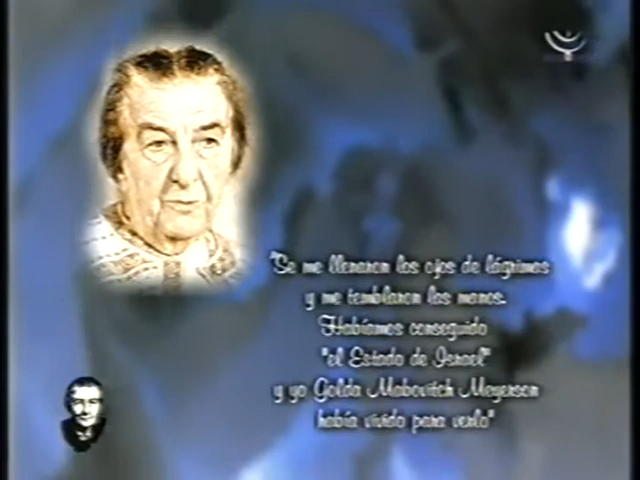 "Se me llenaron los ojos de lágrimas
y me temblaron las manos.
Habíamos conseguido
"el Estado de Israel"
y yo Golda Mabovitch Meyerson
había vivido para verlo"